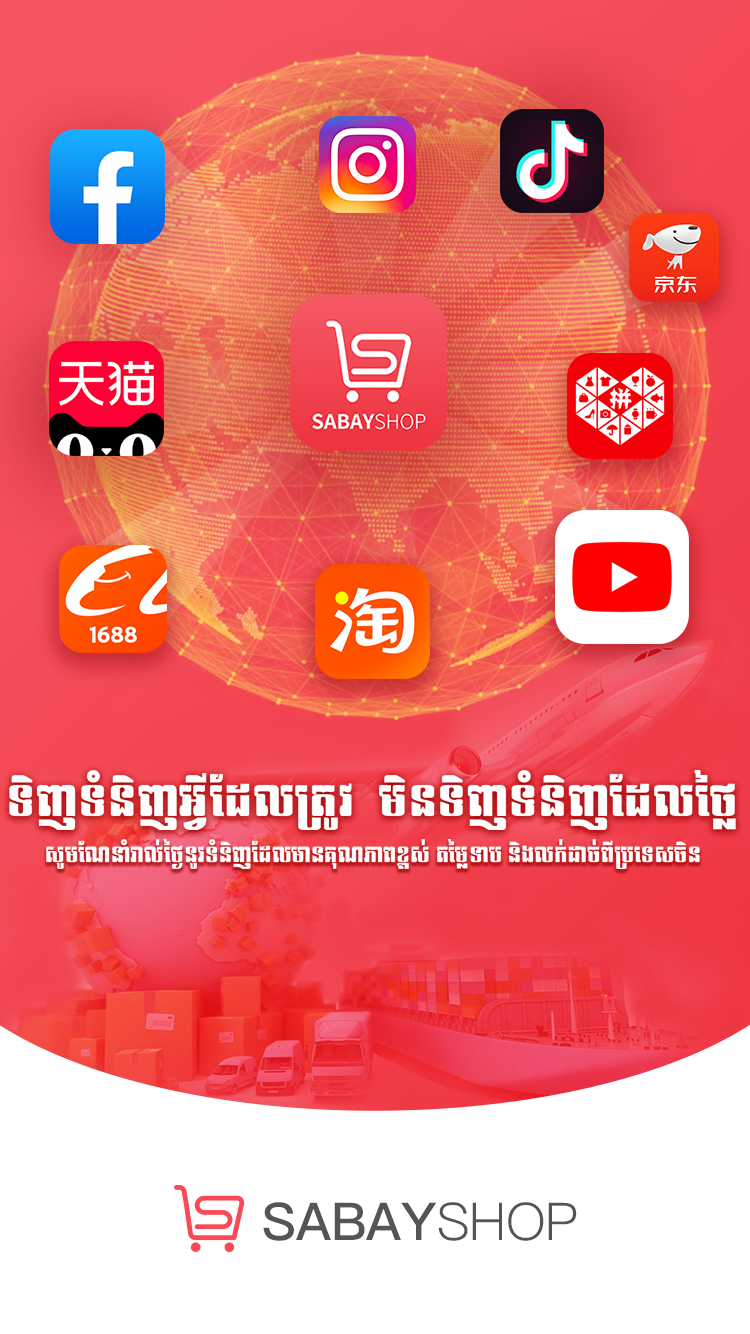 京东
天猫
SABAYSHOP
拼
1688
淘
ទិញទំនិញអ្វីដែលត្រូវ មិនទិញទំនិញដែលថ្លៃ
សូមណែនាំរាល់ថ្ងៃនូវទំនិញដែលមានគុណភាពខ្ពស់ តម្លៃទាប និងលក់ដាច់ពីប្រទេសចិន
SABAYSHOP